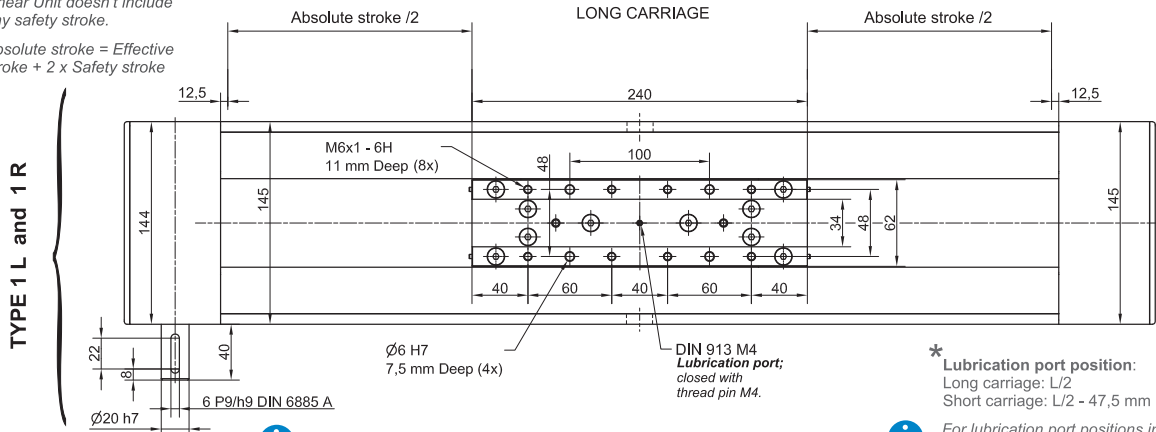 near Unit doesn't include
ny safety stroke.
bsolute stroke = Effective
roke + 2 x Safety stroke
Absolute stroke /2
LONG CARRIAGE
Absolute stroke /2
12,5
240
12,5
TYPE 1 L and 1 R
M6x1 - 6H
11 mm Deep (8x)
48
100
144
145
34
48
62
145
40
60
40
60
40
22
8
40
Ø6 H7
7,5 mm Deep (4x)
DIN 913 M4
Lubrication port;
closed with
thread pin M4.
6 P9/h9 DIN 6885 A
Ø20 h7
*
Lubrication port position:
Long carriage: L/2
Short carriage: L/2 - 47,5 mm
i
i
For lubrication port positions in